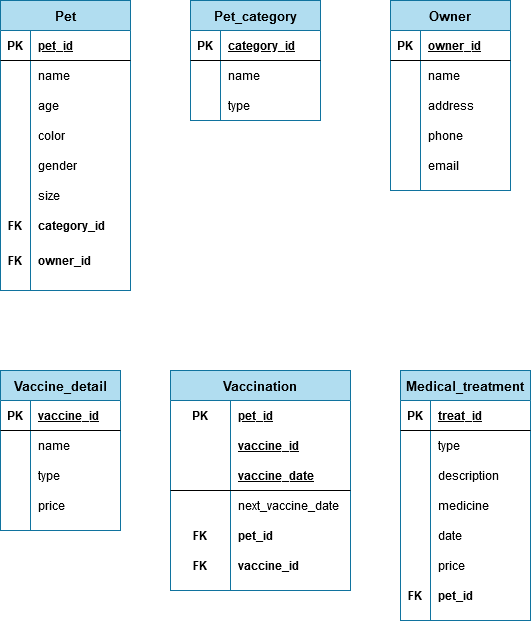 Pet
PK pet_id
name
age
color
gender
size
FK category_id
FK owner_id
Pet_category
PK category_id
name
type
Owner
PK owner_id
name
address
phone
email
Vaccine_detail
PK vaccine_id
name
type
price
Vaccination
PK pet_id
vaccine_id
vaccine_date
next_vaccine_date
FK pet_id
FK vaccine_id
Medical_treatment
PK treat_id
type
description
medicine
date
price
FK pet_id